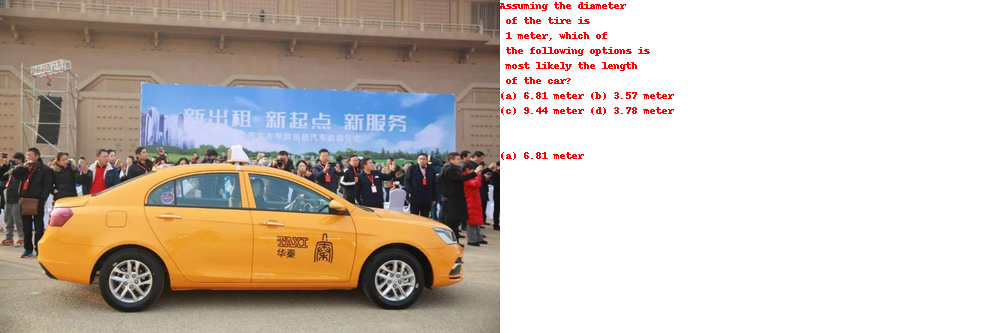 新出租 新起点 新服务
TAXI
华秦
Assuming the diameter
of the tire is
1 meter, which of
the following options is
most likely the length
of the car?
(a) 6.81 meter (b) 3.57 meter
(c) 9.44 meter (d) 3.78 meter
(a) 6.81 meter